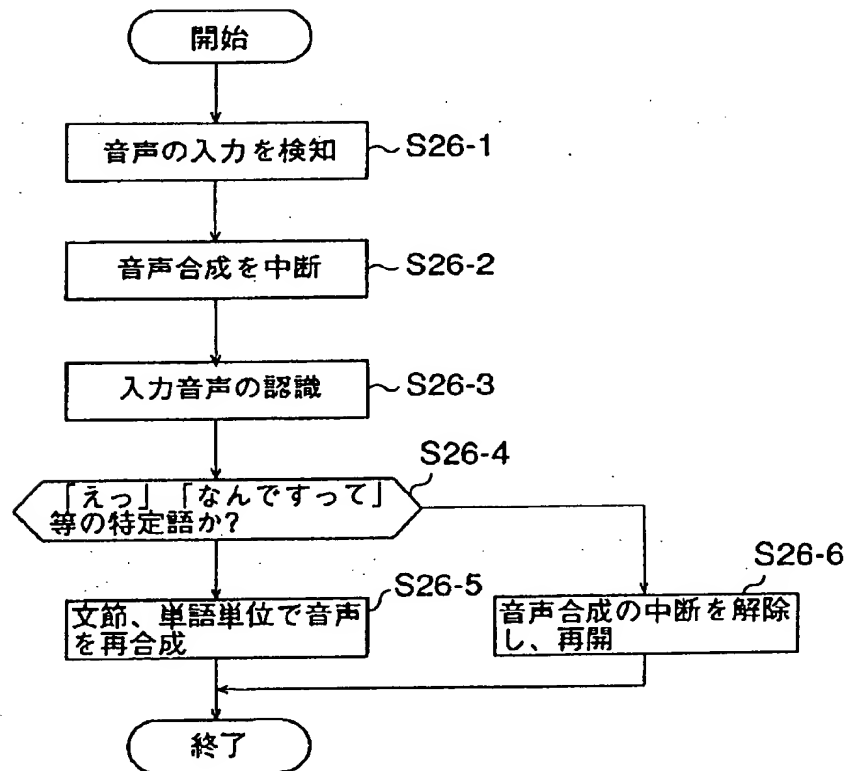 開始
音声の入力を検知
S26-1
音声合成を中断
S26-2
入力音声の認識
S26-3
S26-4
「えっ」「なんですって」
等の特定語か?
S26-5
文節、単語単位で音声
を再合成
S26-6
音声合成の中断を解除
し、再開
終了